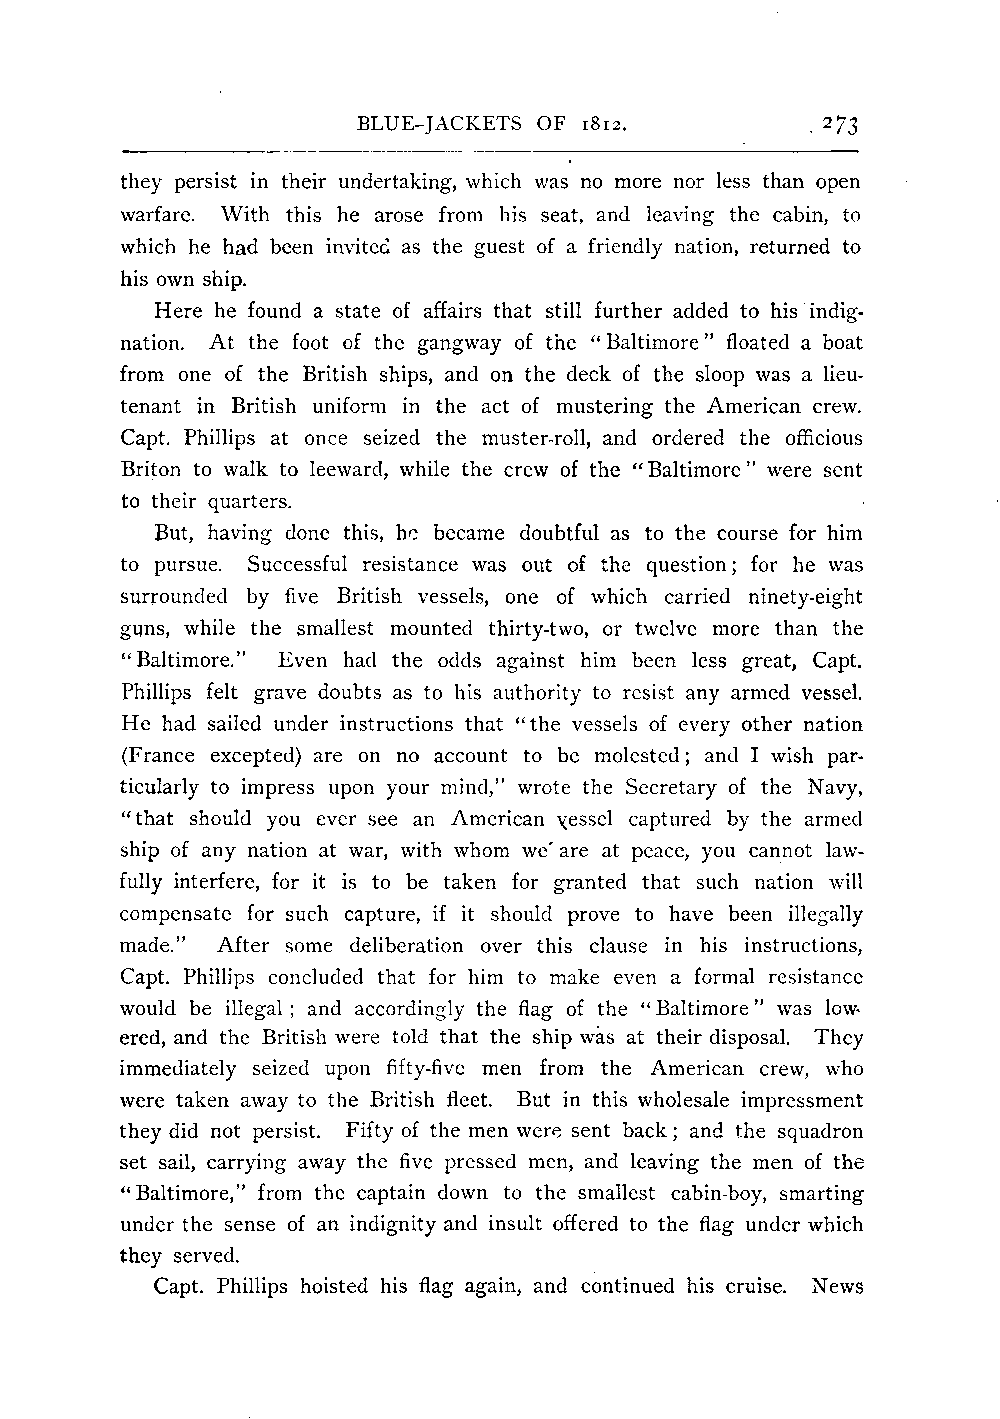 BLUE-JACKETS OF 1812. 273
they persist in their undertaking, which was no more nor less than open
warfare. With this he arose from his seat, and leaving the cabin, to
which he had been invited as the guest of a friendly nation, returned to
his own ship.
Here he found a state of affairs that still further added to his indig-
nation. At the foot of the gangway of the “Baltimore” floated a boat
from one of the British ships, and on the deck of the sloop was a lieu-
tenant in British uniform in the act of mustering the American crew.
Capt. Phillips at once seized the muster-roll, and ordered the officious
Briton to walk to leeward, while the crew of the “Baltimore” were sent
to their quarters.
But, having done this, he became doubtful as to the course for him
to pursue. Successful resistance was out of the question; for he was
surrounded by five British vessels, one of which carried ninety-eight
guns, while the smallest mounted thirty-two, or twelve more than the
“Baltimore.” Even had the odds against him been less great, Capt.
Phillips felt grave doubts as to his authority to resist any armed vessel.
He had sailed under instructions that “the vessels of every other nation
(France excepted) are on no account to be molested; and I wish par-
ticularly to impress upon your mind,” wrote the Secretary of the Navy,
“that should you ever see an American vessel captured by the armed
ship of any nation at war, with whom we are at peace, you cannot law-
fully interfere, for it is to be taken for granted that such nation will
compensate for such capture, if it should prove to have been illegally
made.” After some deliberation over this clause in his instructions,
Capt. Phillips concluded that for him to make even a formal resistance
would be illegal; and accordingly the flag of the “Baltimore” was low-
ered, and the British were told that the ship was at their disposal. They
immediately seized upon fifty-five men from the American crew, who
were taken away to the British fleet. But in this wholesale impressment
they did not persist. Fifty of the men were sent back; and the squadron
set sail, carrying away the five pressed men, and leaving the men of the
“Baltimore,” from the captain down to the smallest cabin-boy, smarting
under the sense of an indignity and insult offered to the flag under which
they served.
Capt. Phillips hoisted his flag again, and continued his cruise. News